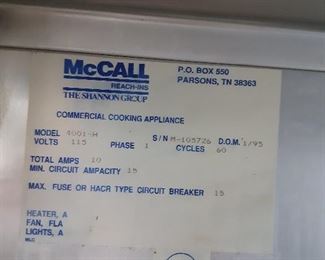 McCALL
REACH-INS
THE SHANNON GROUP
P.O. BOX 550
PARSONS, TN 38363
COMMERCIAL COOKING APPLIANCE
MODEL 4001-H S/N M-105726 D.O.M. 1/95
VOLTS 115 PHASE 1 CYCLES 60
TOTAL AMPS 10
MIN. CIRCUIT AMPACITY 15
MAX. FUSE OR HACR TYPE CIRCUIT BREAKER 15
HEATER, A
FAN, FLA
LIGHTS, A